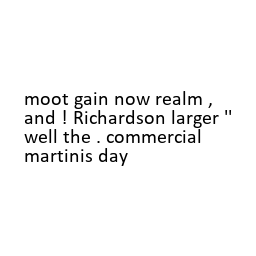 moot gain now realm ,
and ! Richardson larger "
well the . commercial
martinis day